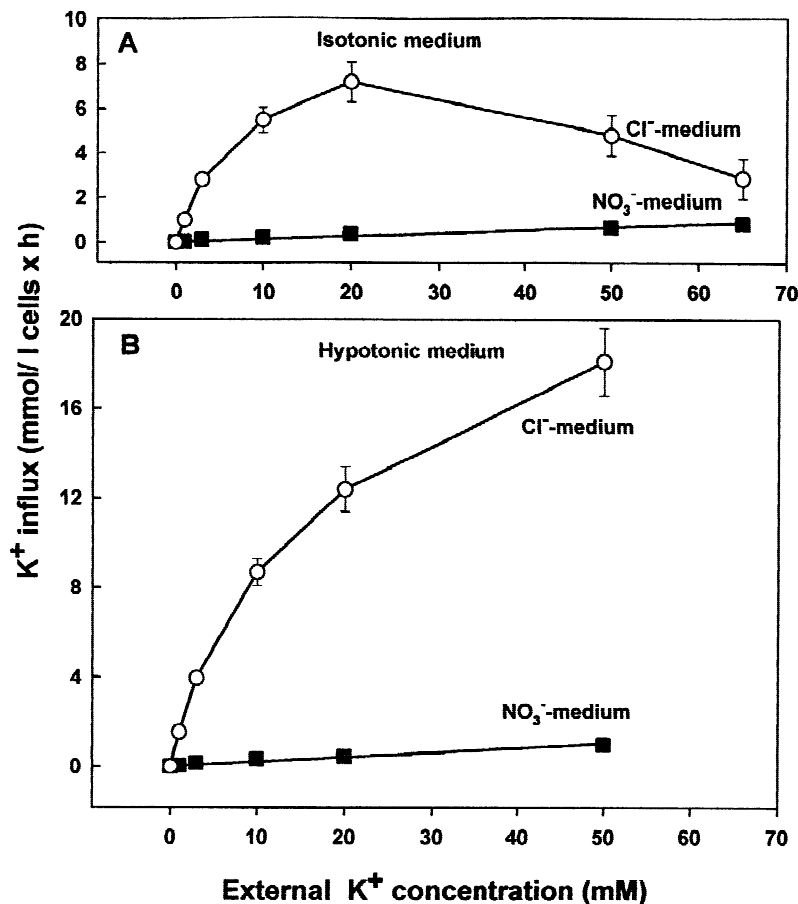 A
Isotonic medium
10
8
6
4
2
0
Cl⁻-medium
NO₃⁻-medium
0 10 20 30 40 50 60 70
B
Hypotonic medium
20
16
12
8
4
0
Cl⁻-medium
NO₃⁻-medium
0 10 20 30 40 50 60 70
K⁺ influx (mmol/ l cells x h)
External K⁺ concentration (mM)